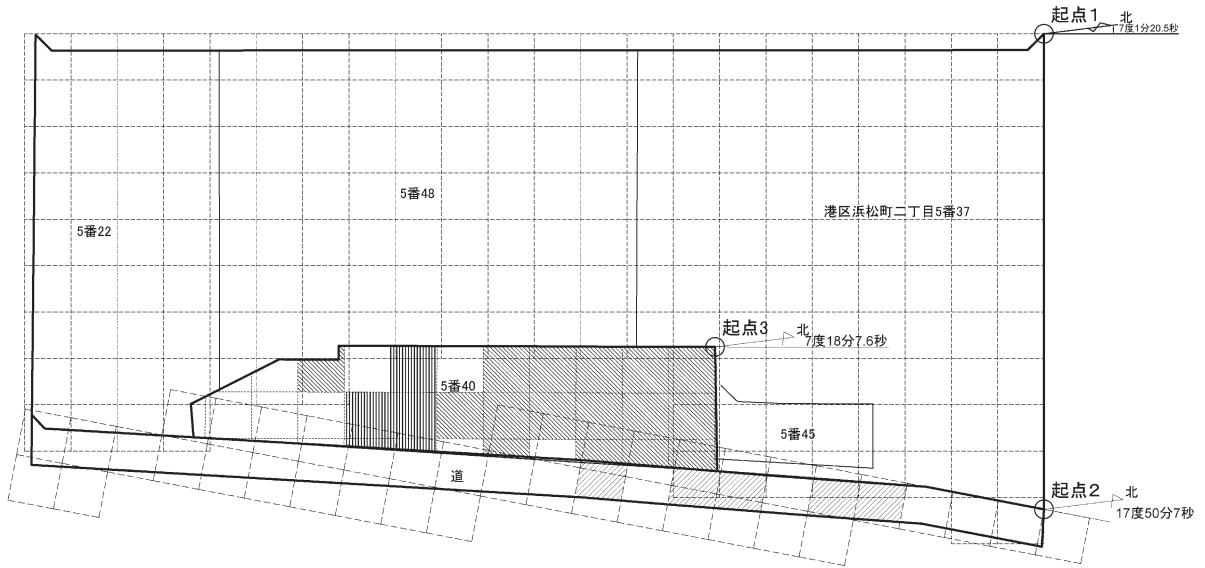 起点1
北
7度1分20.5秒
5番48
港区浜松町二丁目5番37
5番22
起点3
北
7度18分7.6秒
5番40
5番45
道
起点2
北
17度50分7秒